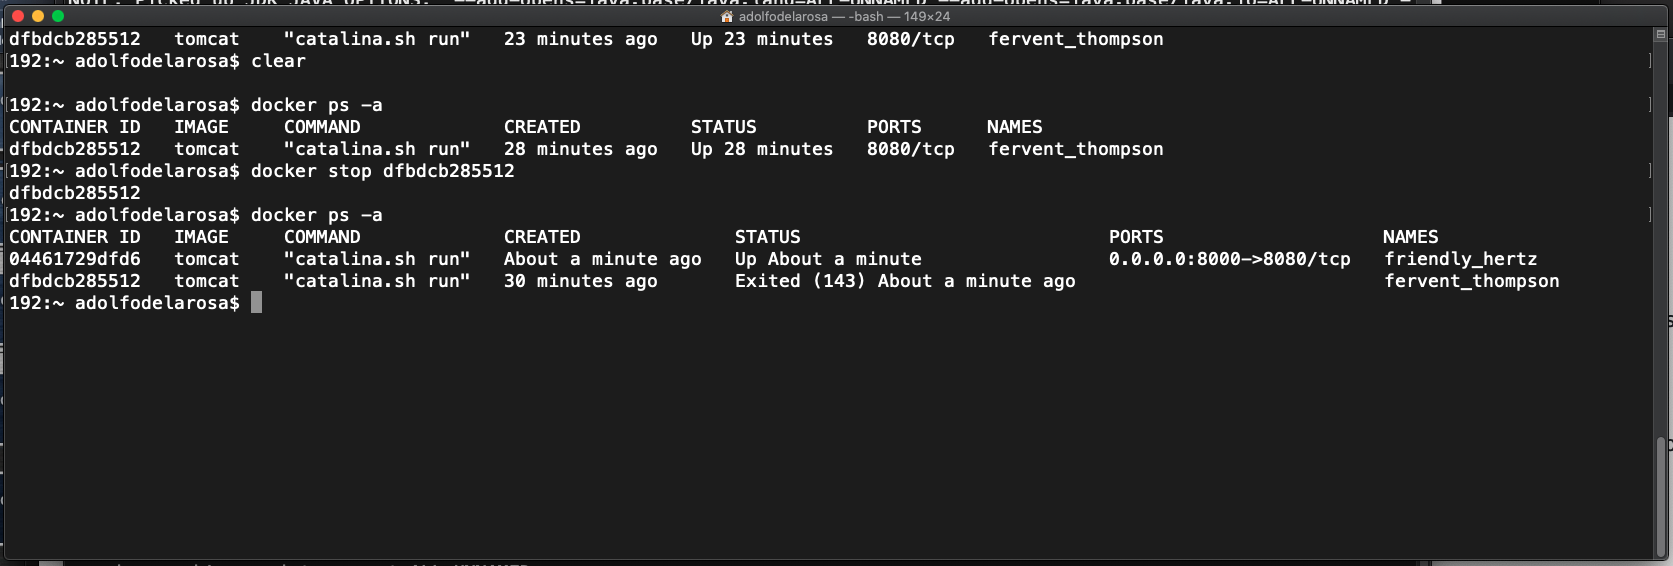 adolfodelarosa — -bash — 149×24
dfbdcb285512   tomcat    "catalina.sh run"   23 minutes ago   Up 23 minutes   8080/tcp   fervent_thompson
[192:~ adolfodelarosa$ clear ]
[192:~ adolfodelarosa$ docker ps -a ]
CONTAINER ID   IMAGE     COMMAND             CREATED          STATUS          PORTS      NAMES
dfbdcb285512   tomcat    "catalina.sh run"   28 minutes ago   Up 28 minutes   8080/tcp   fervent_thompson
[192:~ adolfodelarosa$ docker stop dfbdcb285512 ]
dfbdcb285512
[192:~ adolfodelarosa$ docker ps -a ]
CONTAINER ID   IMAGE     COMMAND             CREATED              STATUS                            PORTS                    NAMES
04461729dfd6   tomcat    "catalina.sh run"   About a minute ago   Up About a minute                 0.0.0.0:8000->8080/tcp   friendly_hertz
dfbdcb285512   tomcat    "catalina.sh run"   30 minutes ago       Exited (143) About a minute ago                            fervent_thompson
192:~ adolfodelarosa$